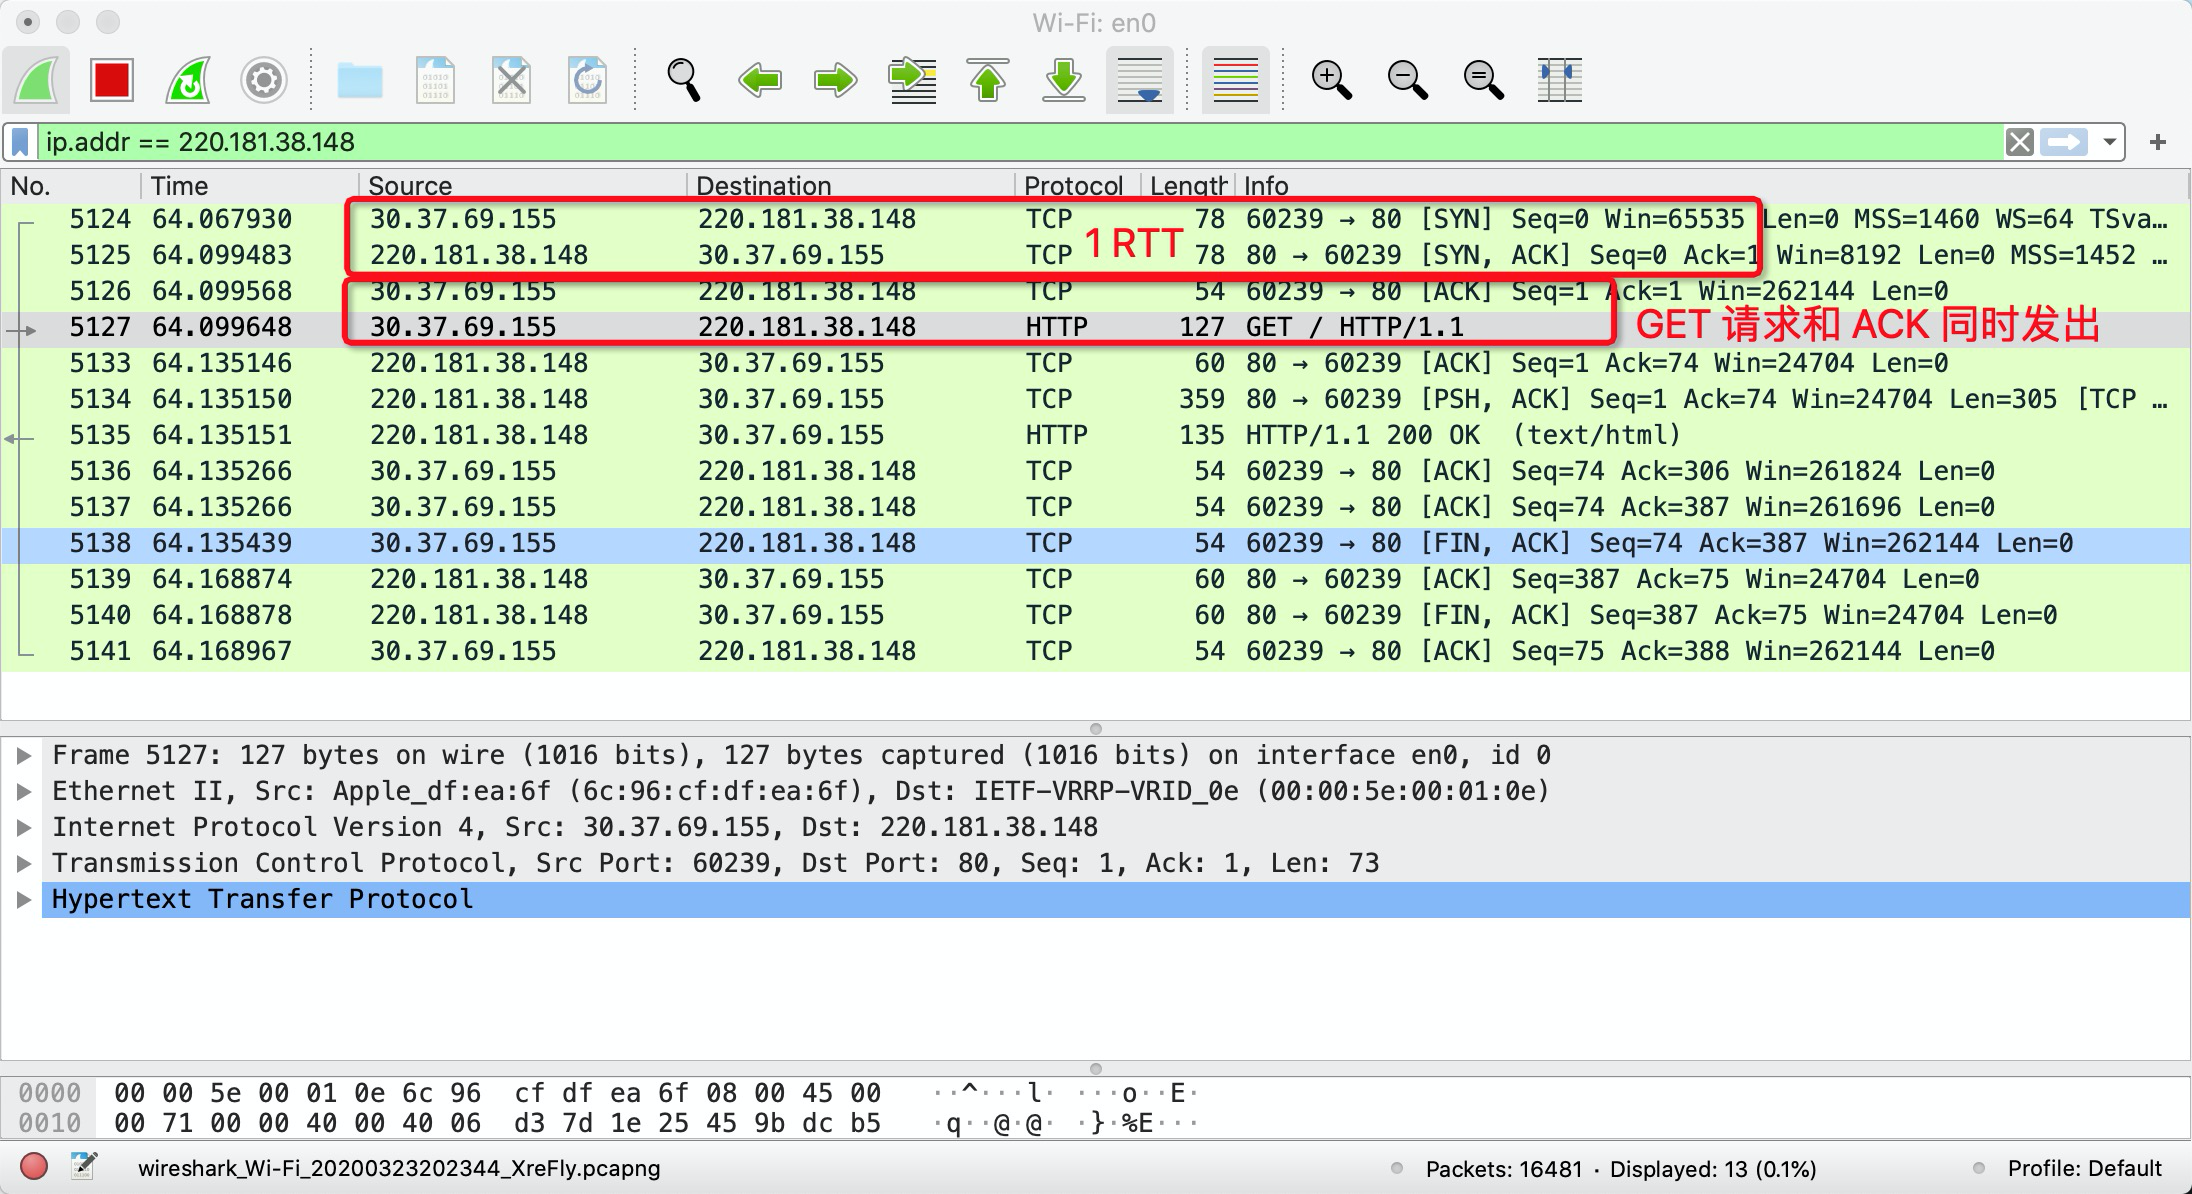 Wi-Fi: en0
ip.addr == 220.181.38.148
No. Time Source Destination Protocol Length Info
5124 64.067930 30.37.69.155 220.181.38.148 TCP 78 60239 → 80 [SYN] Seq=0 Win=65535 Len=0 MSS=1460 WS=64 TSva…
1 RTT
5125 64.099483 220.181.38.148 30.37.69.155 TCP 78 80 → 60239 [SYN, ACK] Seq=0 Ack=1 Win=8192 Len=0 MSS=1452 …
5126 64.099568 30.37.69.155 220.181.38.148 TCP 54 60239 → 80 [ACK] Seq=1 Ack=1 Win=262144 Len=0
5127 64.099648 30.37.69.155 220.181.38.148 HTTP 127 GET / HTTP/1.1
GET 请求和 ACK 同时发出
5133 64.135146 220.181.38.148 30.37.69.155 TCP 60 80 → 60239 [ACK] Seq=1 Ack=74 Win=24704 Len=0
5134 64.135150 220.181.38.148 30.37.69.155 TCP 359 80 → 60239 [PSH, ACK] Seq=1 Ack=74 Win=24704 Len=305 [TCP …
5135 64.135151 220.181.38.148 30.37.69.155 HTTP 135 HTTP/1.1 200 OK (text/html)
5136 64.135266 30.37.69.155 220.181.38.148 TCP 54 60239 → 80 [ACK] Seq=74 Ack=306 Win=261824 Len=0
5137 64.135266 30.37.69.155 220.181.38.148 TCP 54 60239 → 80 [ACK] Seq=74 Ack=387 Win=261696 Len=0
5138 64.135439 30.37.69.155 220.181.38.148 TCP 54 60239 → 80 [FIN, ACK] Seq=74 Ack=387 Win=262144 Len=0
5139 64.168874 220.181.38.148 30.37.69.155 TCP 60 80 → 60239 [ACK] Seq=387 Ack=75 Win=24704 Len=0
5140 64.168878 220.181.38.148 30.37.69.155 TCP 60 80 → 60239 [FIN, ACK] Seq=387 Ack=75 Win=24704 Len=0
5141 64.168967 30.37.69.155 220.181.38.148 TCP 54 60239 → 80 [ACK] Seq=75 Ack=388 Win=262144 Len=0
Frame 5127: 127 bytes on wire (1016 bits), 127 bytes captured (1016 bits) on interface en0, id 0
Ethernet II, Src: Apple_df:ea:6f (6c:96:cf:df:ea:6f), Dst: IETF-VRRP-VRID_0e (00:00:5e:00:01:0e)
Internet Protocol Version 4, Src: 30.37.69.155, Dst: 220.181.38.148
Transmission Control Protocol, Src Port: 60239, Dst Port: 80, Seq: 1, Ack: 1, Len: 73
Hypertext Transfer Protocol
0000 00 00 5e 00 01 0e 6c 96 cf df ea 6f 08 00 45 00 ··^···l· ···o··E·
0010 00 71 00 00 40 00 40 06 d3 7d 1e 25 45 9b dc b5 ·q··@·@· ·}·%E···
wireshark_Wi-Fi_20200323202344_XreFly.pcapng Packets: 16481 · Displayed: 13 (0.1%) Profile: Default